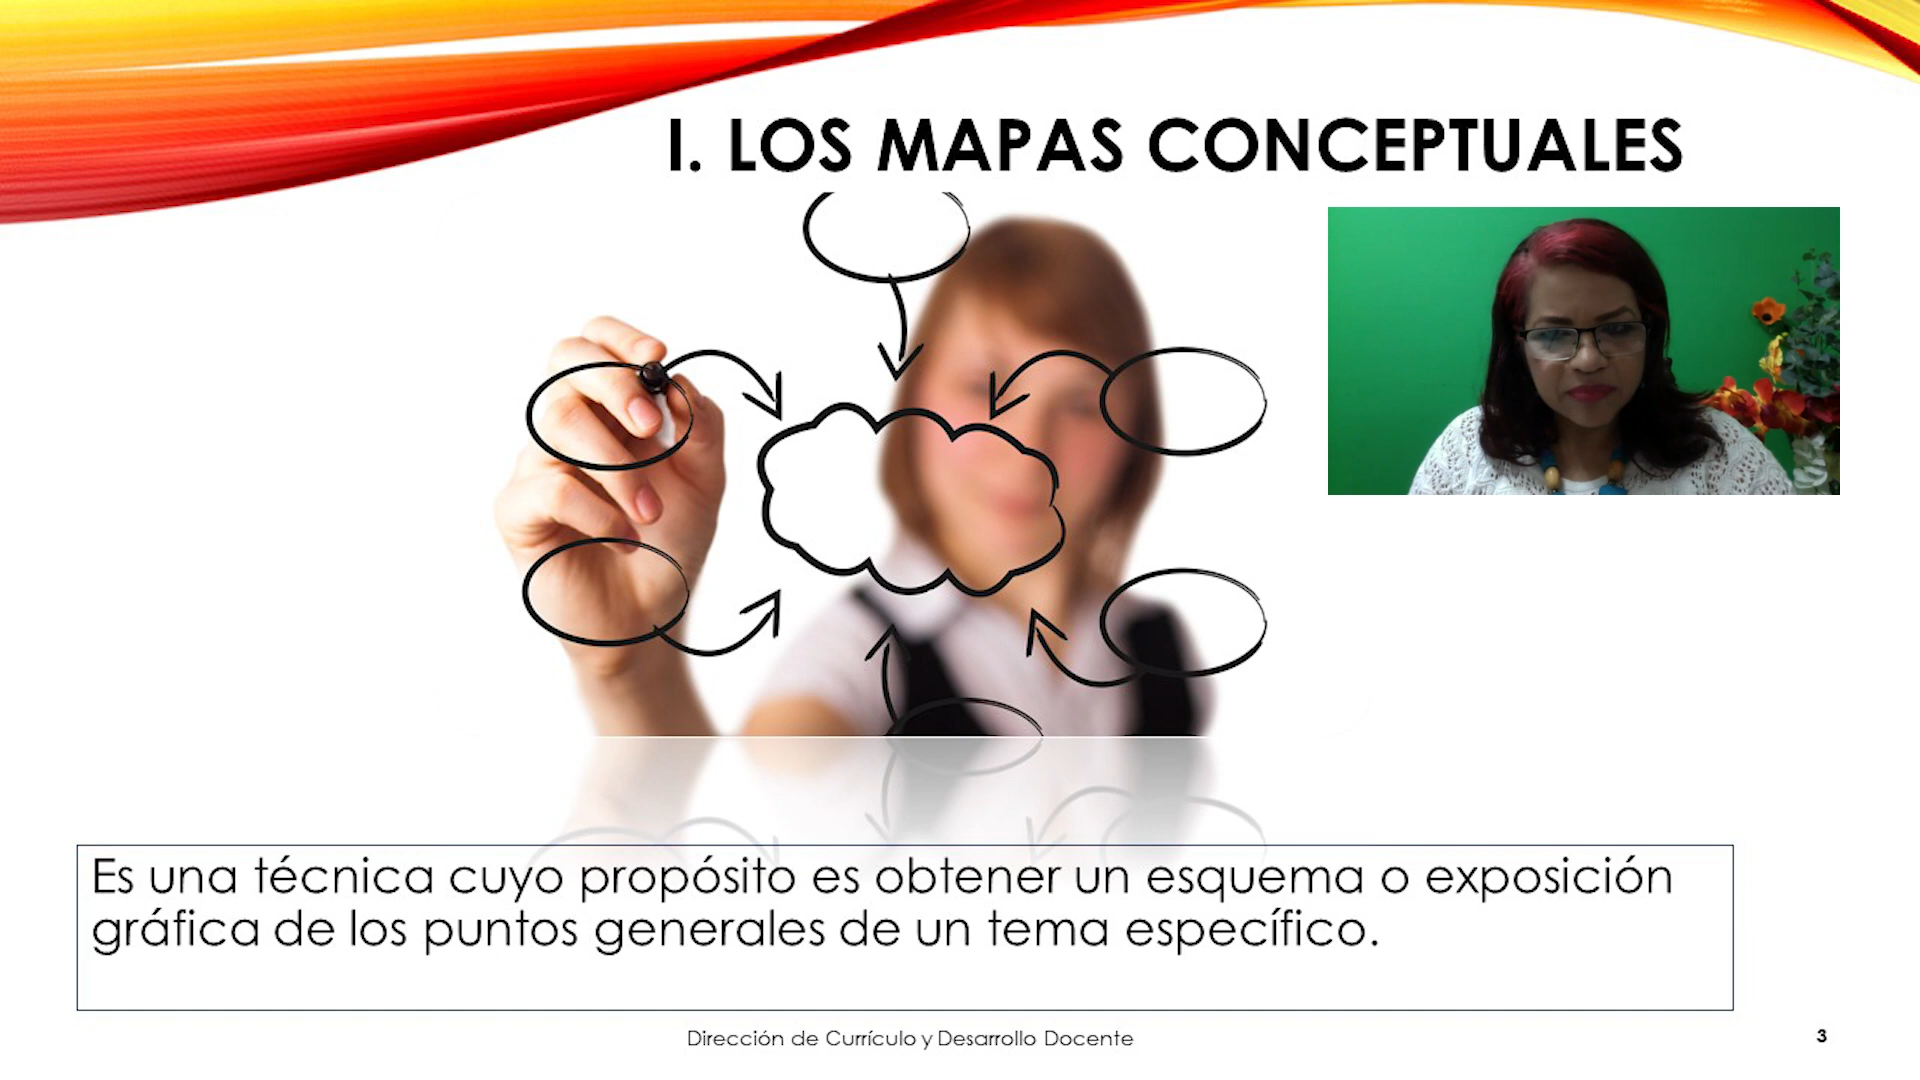 I. LOS MAPAS CONCEPTUALES
Es una técnica cuyo propósito es obtener un esquema o exposición
gráfica de los puntos generales de un tema específico.
Dirección de Currículo y Desarrollo Docente
3